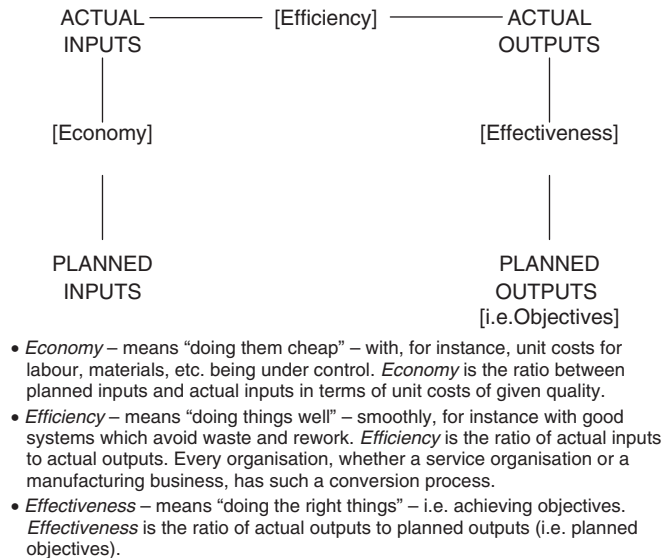 ACTUAL [Efficiency] ACTUAL
INPUTS OUTPUTS
[Economy] [Effectiveness]
PLANNED PLANNED
INPUTS OUTPUTS
[i.e.Objectives]
• Economy – means “doing them cheap” – with, for instance, unit costs for
labour, materials, etc. being under control. Economy is the ratio between
planned inputs and actual inputs in terms of unit costs of given quality.
• Efficiency – means “doing things well” – smoothly, for instance with good
systems which avoid waste and rework. Efficiency is the ratio of actual inputs
to actual outputs. Every organisation, whether a service organisation or a
manufacturing business, has such a conversion process.
• Effectiveness – means “doing the right things” – i.e. achieving objectives.
Effectiveness is the ratio of actual outputs to planned outputs (i.e. planned
objectives).